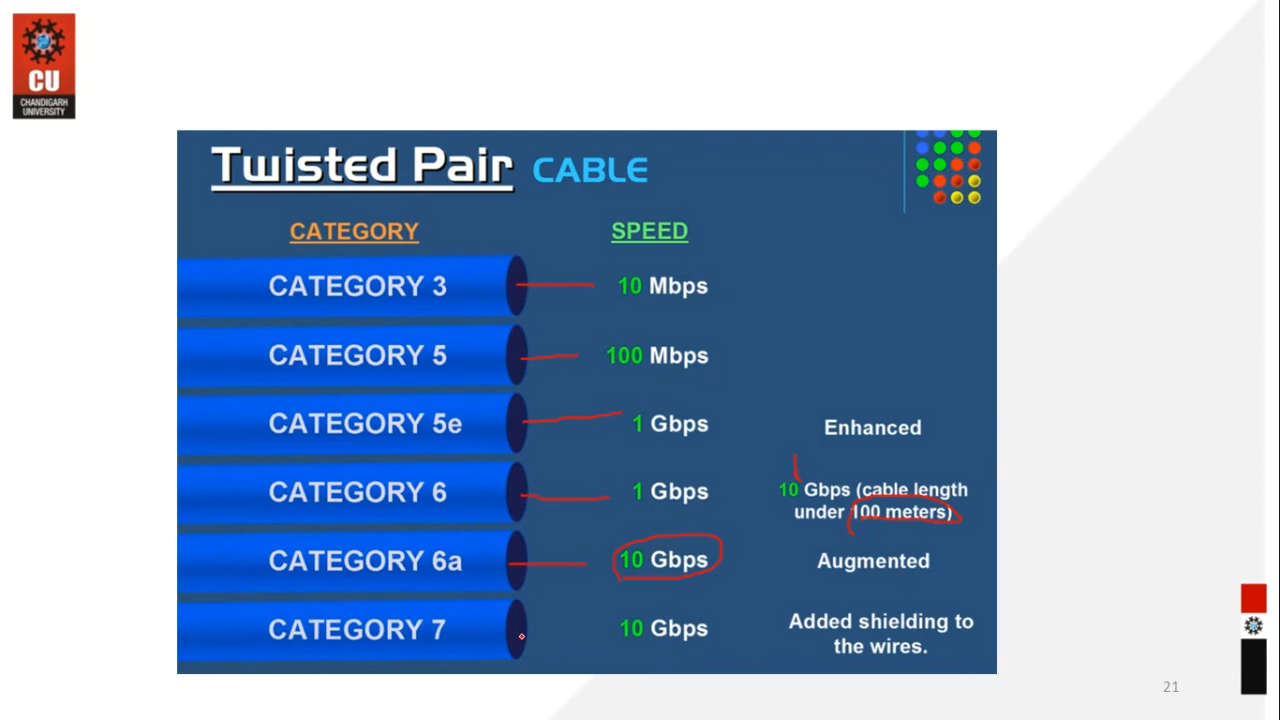 CU
CHANDIGARH
UNIVERSITY
Twisted Pair CABLE
CATEGORY SPEED
CATEGORY 3 10 Mbps
CATEGORY 5 100 Mbps
CATEGORY 5e 1 Gbps Enhanced
CATEGORY 6 1 Gbps 10 Gbps (cable length
under 100 meters)
CATEGORY 6a 10 Gbps Augmented
CATEGORY 7 10 Gbps Added shielding to
the wires.
21